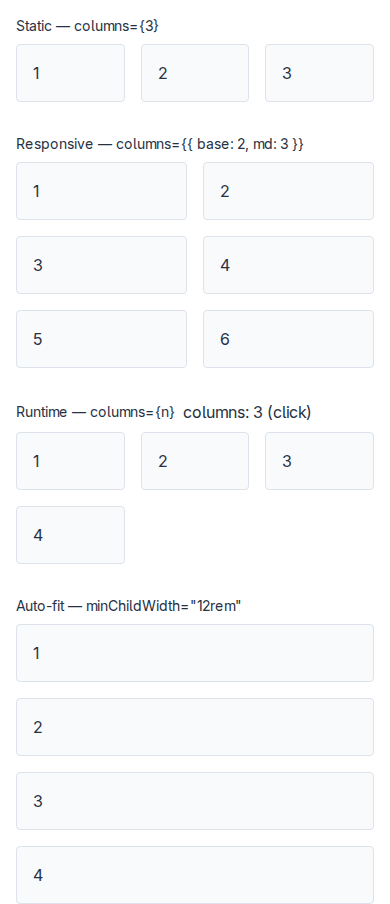 Static — columns={3}
1 2 3
Responsive — columns={{ base: 2, md: 3 }}
1 2
3 4
5 6
Runtime — columns={n} columns: 3 (click)
1 2 3
4
Auto-fit — minChildWidth="12rem"
1
2
3
4